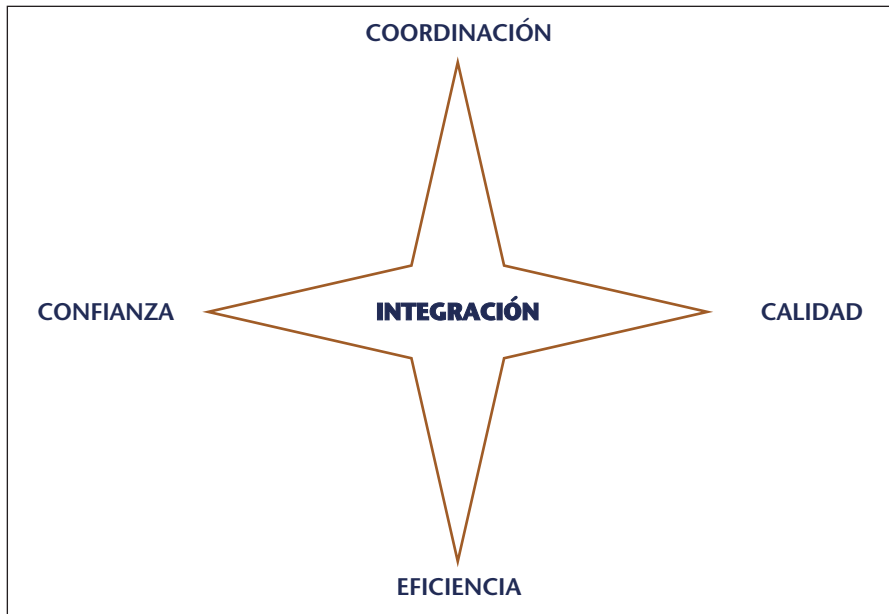 COORDINACIÓN
CONFIANZA
INTEGRACIÓN
CALIDAD
EFICIENCIA